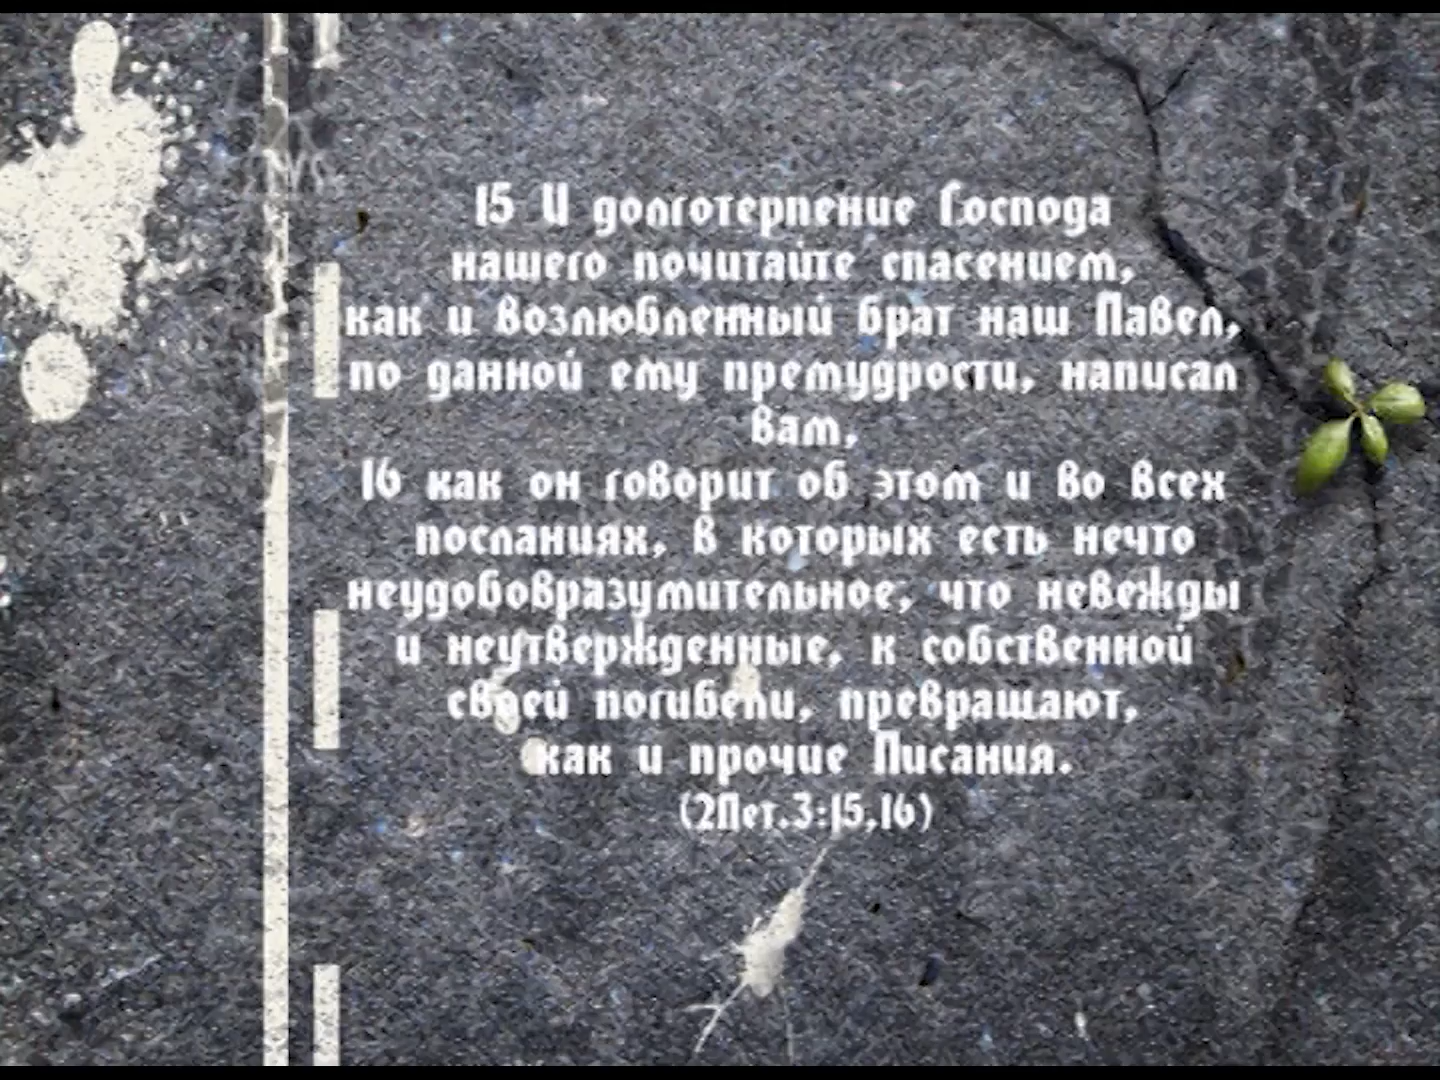 15 И долготерпение Господа
нашего почитайте спасением,
как и возлюбленный брат наш Павел,
по данной ему премудрости, написал
вам,
16 как он говорит об этом и во всех
посланиях, в которых есть нечто
неудобовразумительное, что невежды
и неутвержденные, к собственной
своей погибели, превращают,
как и прочие Писания.
(2Пет.3:15,16)